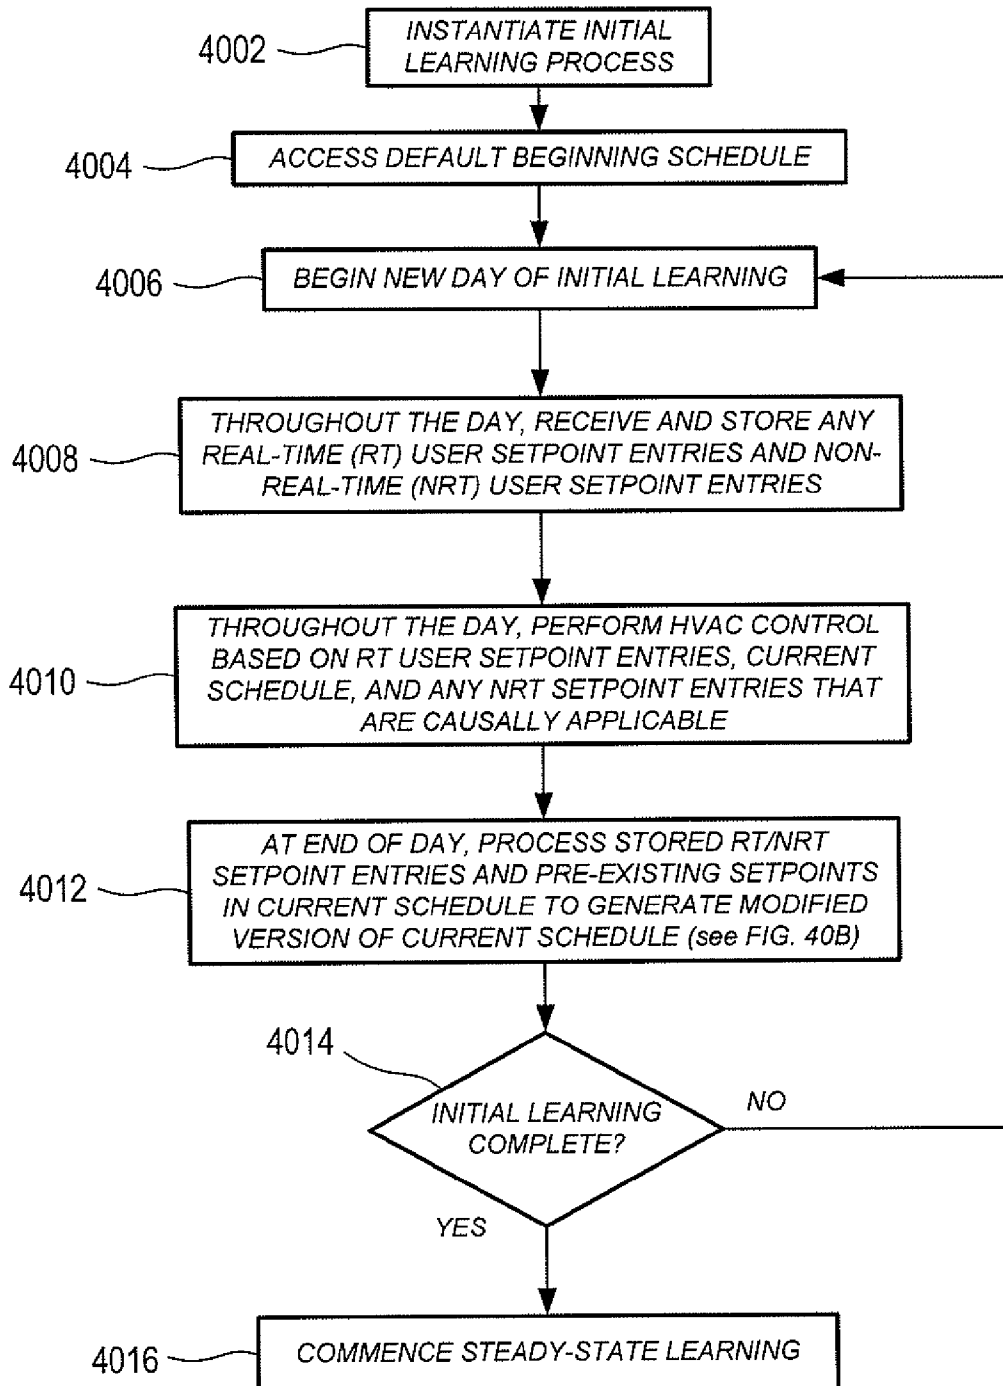 4002
INSTANTIATE INITIAL
LEARNING PROCESS
4004
ACCESS DEFAULT BEGINNING SCHEDULE
4006
BEGIN NEW DAY OF INITIAL LEARNING
4008
THROUGHOUT THE DAY, RECEIVE AND STORE ANY
REAL-TIME (RT) USER SETPOINT ENTRIES AND NON-
REAL-TIME (NRT) USER SETPOINT ENTRIES
4010
THROUGHOUT THE DAY, PERFORM HVAC CONTROL
BASED ON RT USER SETPOINT ENTRIES, CURRENT
SCHEDULE, AND ANY NRT SETPOINT ENTRIES THAT
ARE CAUSALLY APPLICABLE
4012
AT END OF DAY, PROCESS STORED RT/NRT
SETPOINT ENTRIES AND PRE-EXISTING SETPOINTS
IN CURRENT SCHEDULE TO GENERATE MODIFIED
VERSION OF CURRENT SCHEDULE (see FIG. 40B)
4014
INITIAL LEARNING
COMPLETE?
NO
YES
4016
COMMENCE STEADY-STATE LEARNING